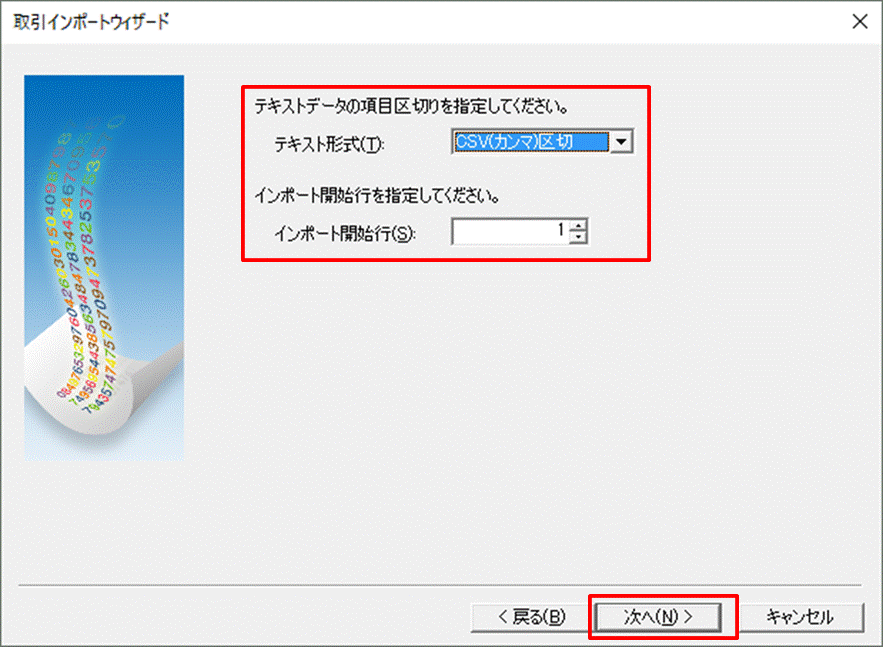 取引インポートウィザード
テキストデータの項目区切りを指定してください。
テキスト形式(T):
CSV(カンマ)区切
インポート開始行を指定してください。
インポート開始行(S):
1
< 戻る(B)
次へ(N) >
キャンセル